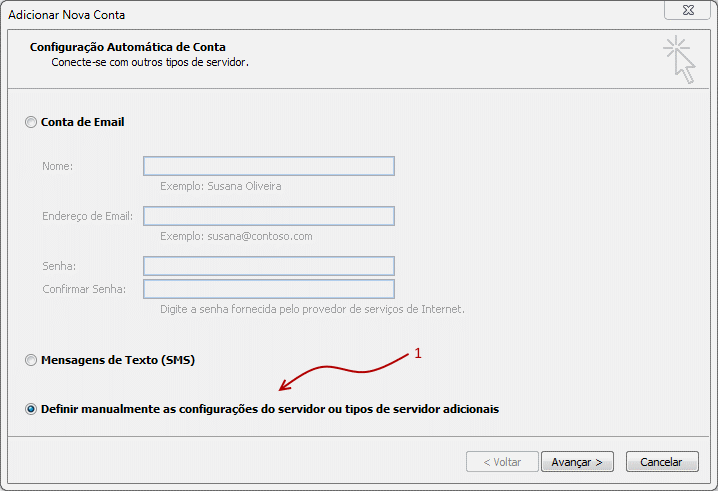 Adicionar Nova Conta
Configuração Automática de Conta
Conecte-se com outros tipos de servidor.
Conta de Email
Nome:
Exemplo: Susana Oliveira
Endereço de Email:
Exemplo: susana@contoso.com
Senha:
Confirmar Senha:
Digite a senha fornecida pelo provedor de serviços de Internet.
Mensagens de Texto (SMS)
1
Definir manualmente as configurações do servidor ou tipos de servidor adicionais
< Voltar
Avançar >
Cancelar